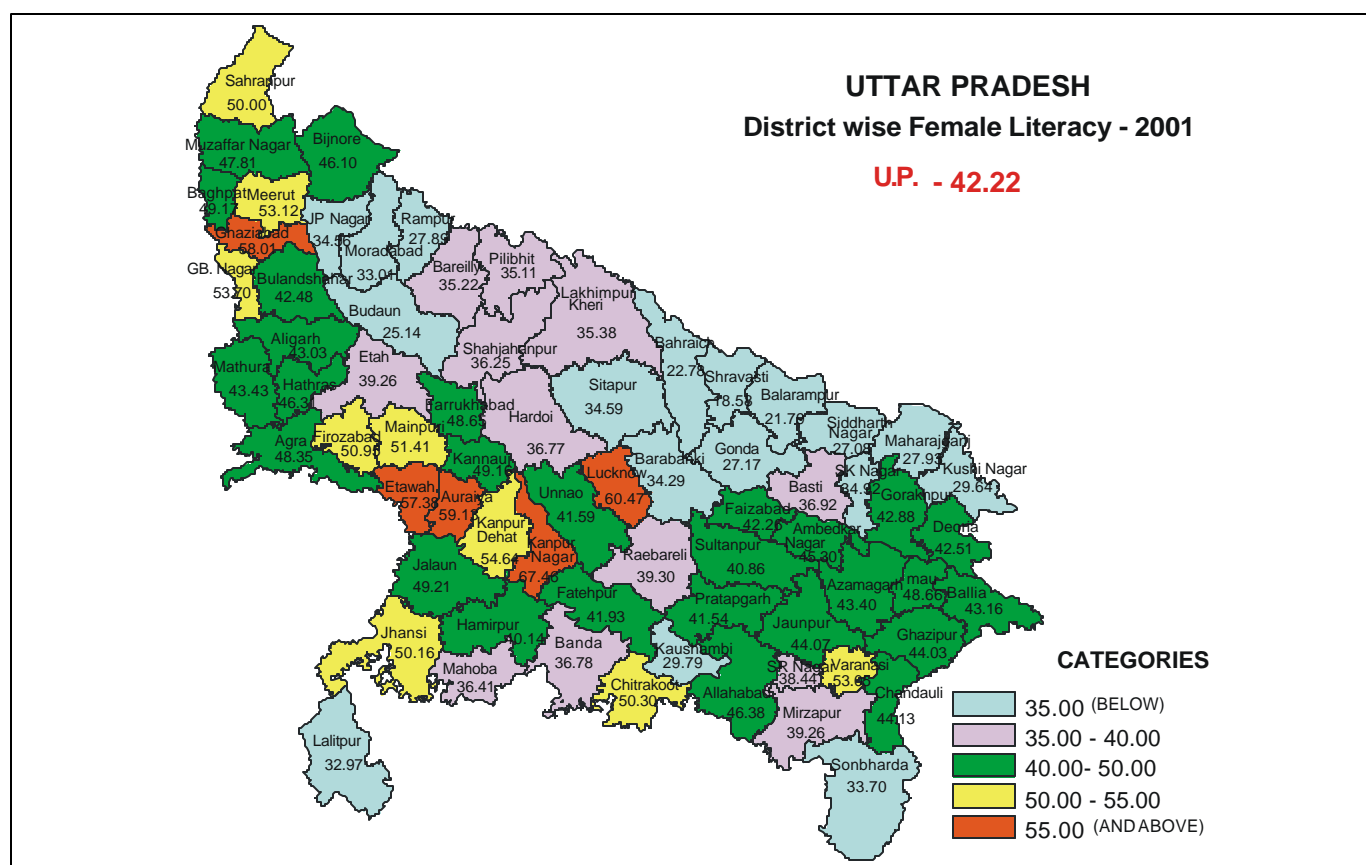 UTTAR PRADESH
District wise Female Literacy - 2001
U.P. - 42.22
Sahranpur
50.00
Muzaffar Nagar
47.81
Bijnore
46.10
Baghpat
49.17
Meerut
53.12
Ghaziabad
58.01
JP Nagar
34.56
Moradabad
33.01
Rampur
27.89
GB. Nagar
53.70
Bulandshahar
42.48
Bareilly
35.22
Pilibhit
35.11
Lakhimpur
Kheri
35.38
Budaun
25.14
Shahjahanpur
36.25
Aligarh
43.03
Mathura
43.43
Hathras
46.31
Etah
39.26
Bahraich
22.78
Shravasti
18.53
Balarampur
21.79
Sitapur
34.59
Farrukhabad
48.65
Hardoi
36.77
Siddharth
Nagar
27.09
Maharajganj
27.93
Kushi Nagar
29.64
Agra
48.35
Firozabad
50.95
Mainpuri
51.41
Kannauj
49.16
Gonda
27.17
Barabanki
34.29
Basti
36.92
SK Nagar
34.92
Gorakhpur
42.88
Etawah
57.38
Auraiya
59.13
Lucknow
60.47
Unnao
41.59
Faizabad
42.26
Ambedker
Nagar
45.30
Deoria
42.51
Kanpur
Dehat
54.64
Kanpur
Nagar
67.46
Raebareli
39.30
Sultanpur
40.86
Azamagarh
43.40
mau
48.66
Ballia
43.16
Jalaun
49.21
Fatehpur
41.93
Pratapgarh
41.54
Jaunpur
44.07
Ghazipur
44.03
Jhansi
50.16
Hamirpur
40.14
Mahoba
36.41
Banda
36.78
Kaushambi
29.79
Chitrakoot
50.30
Allahabad
46.38
SR Nagar
38.44
Varanasi
53.05
Chandauli
44.13
Mirzapur
39.26
Lalitpur
32.97
Sonbharda
33.70
CATEGORIES
35.00 (BELOW)
35.00 - 40.00
40.00- 50.00
50.00 - 55.00
55.00 (AND ABOVE)